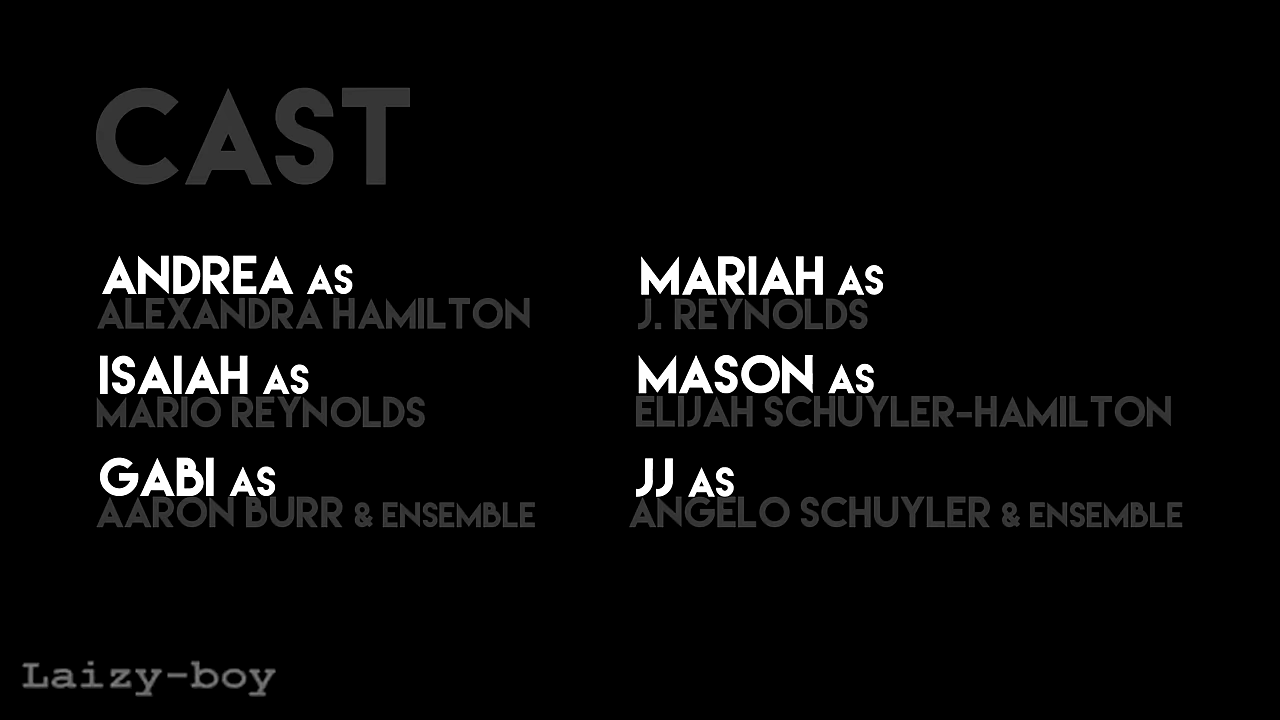 CAST
ANDREA AS
ALEXANDRA HAMILTON
ISAIAH AS
MARIO REYNOLDS
GABI AS
AARON BURR & ENSEMBLE
MARIAH AS
J. REYNOLDS
MASON AS
ELIJAH SCHUYLER-HAMILTON
JJ AS
ANGELO SCHUYLER & ENSEMBLE
Laizy-boy